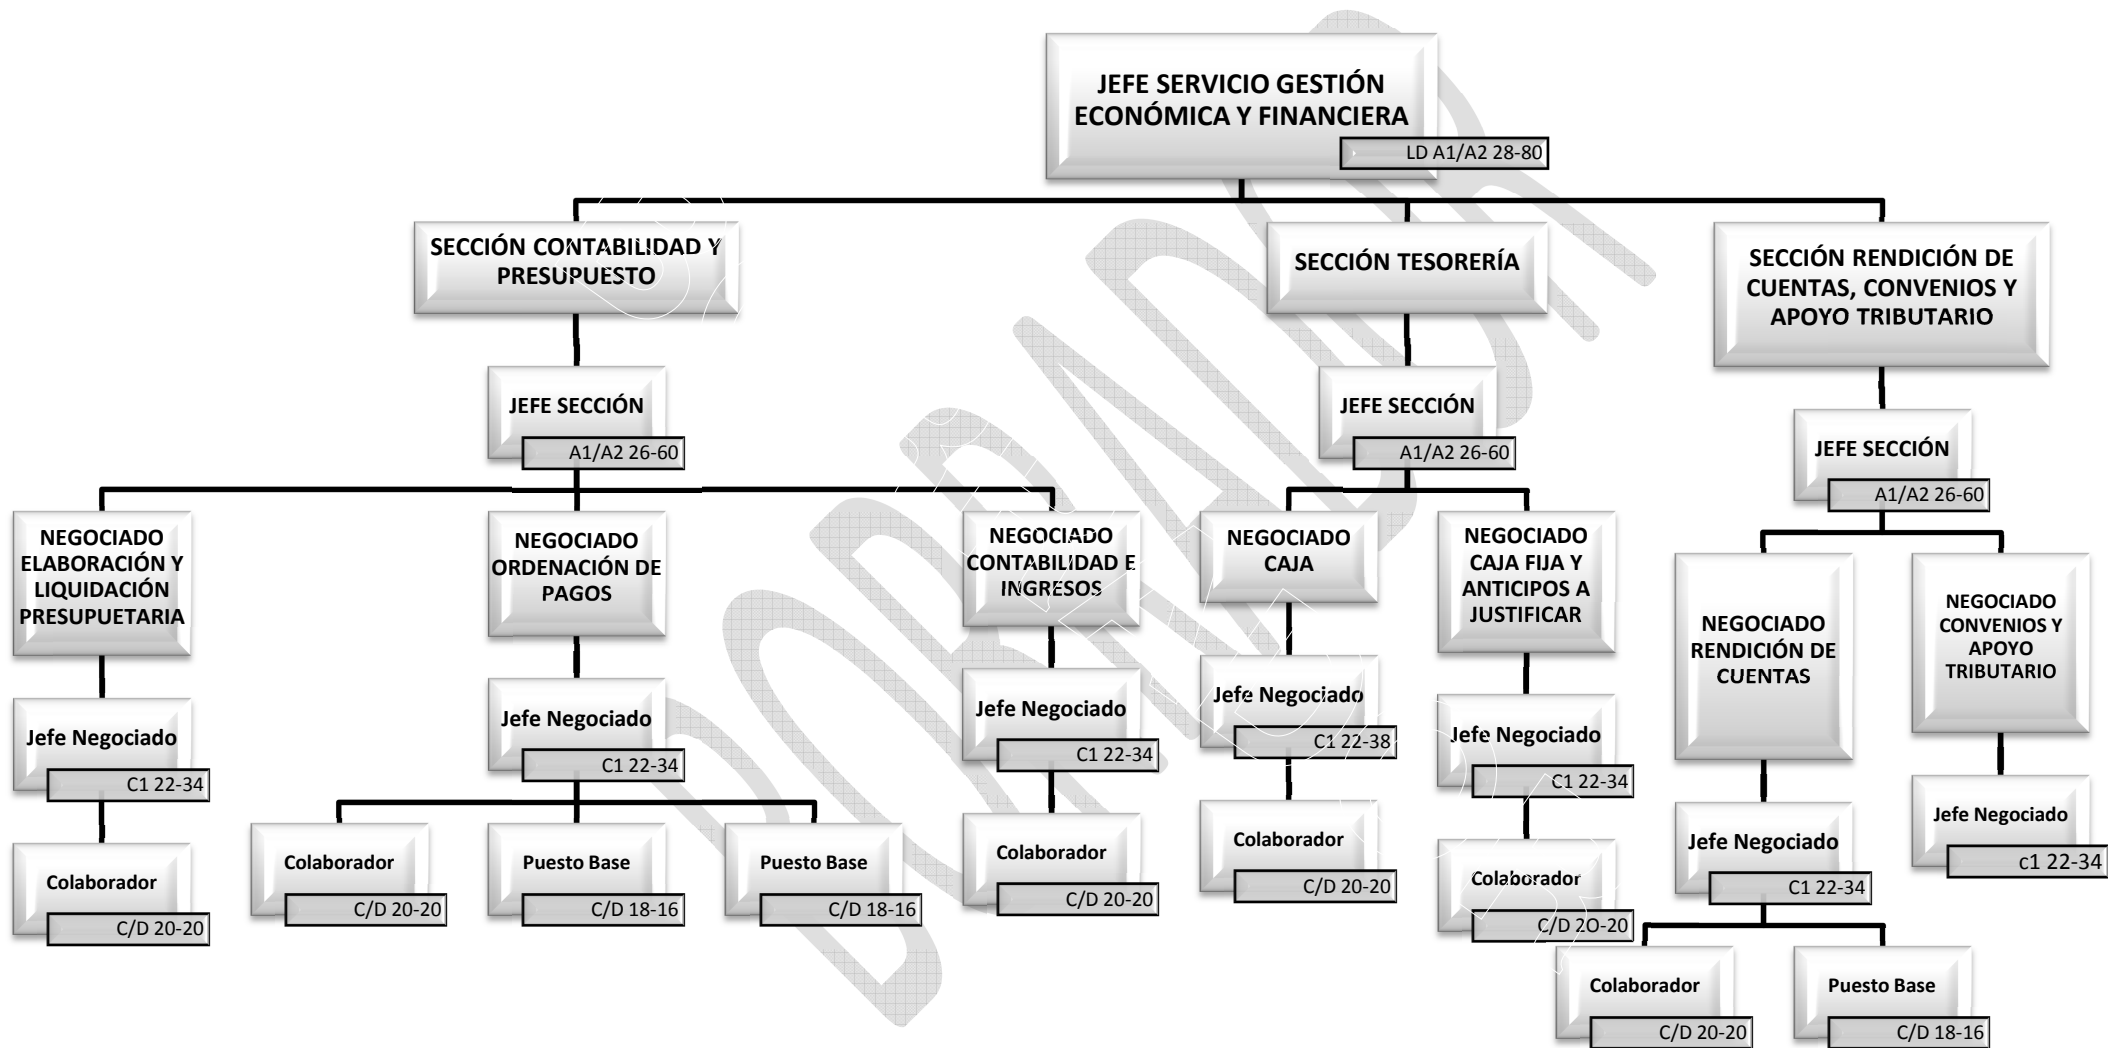 JEFE SERVICIO GESTIÓN
ECONÓMICA Y FINANCIERA
LD A1/A2 28-80
SECCIÓN CONTABILIDAD Y
PRESUPUESTO
JEFE SECCIÓN
A1/A2 26-60
NEGOCIADO
ELABORACIÓN Y
LIQUIDACIÓN
PRESUPUETARIA
Jefe Negociado
C1 22-34
Colaborador
C/D 20-20
NEGOCIADO
ORDENACIÓN DE
PAGOS
Jefe Negociado
C1 22-34
Colaborador
C/D 20-20
Puesto Base
C/D 18-16
Puesto Base
C/D 18-16
NEGOCIADO
CONTABILIDAD E
INGRESOS
Jefe Negociado
C1 22-34
Colaborador
C/D 20-20
SECCIÓN TESORERÍA
JEFE SECCIÓN
A1/A2 26-60
NEGOCIADO
CAJA
Jefe Negociado
C1 22-38
Colaborador
C/D 20-20
NEGOCIADO
CAJA FIJA Y
ANTICIPOS A
JUSTIFICAR
Jefe Negociado
C1 22-34
Colaborador
C/D 2O-20
SECCIÓN RENDICIÓN DE
CUENTAS, CONVENIOS Y
APOYO TRIBUTARIO
JEFE SECCIÓN
A1/A2 26-60
NEGOCIADO
RENDICIÓN DE
CUENTAS
Jefe Negociado
C1 22-34
Colaborador
C/D 20-20
Puesto Base
C/D 18-16
NEGOCIADO
CONVENIOS Y
APOYO
TRIBUTARIO
Jefe Negociado
c1 22-34
BORRADOR